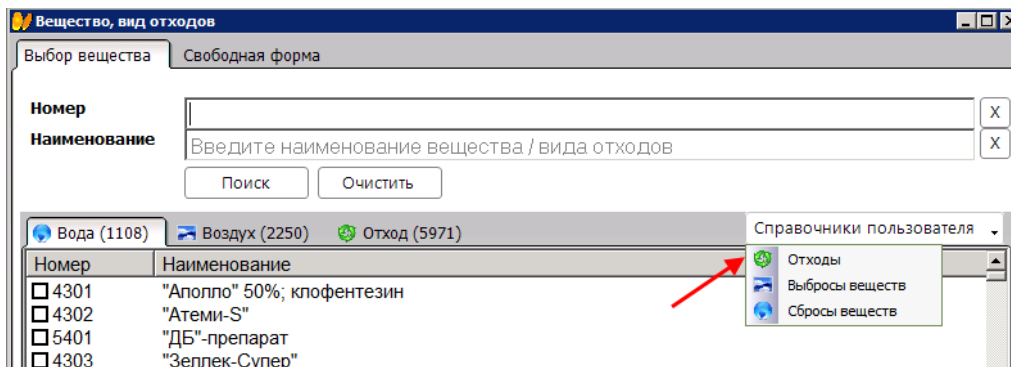 Вещество, вид отходов
Выбор вещества Свободная форма
Номер X
Наименование Введите наименование вещества / вида отходов X
Поиск Очистить
Вода (1108) Воздух (2250) Отход (5971) Справочники пользователя
Номер Наименование Отходы
4301 "Аполло" 50%; клофентезин Выбросы веществ
4302 "Атеми-S" Сбросы веществ
5401 "ДБ"-препарат
4303 "Зеллек-Супер"